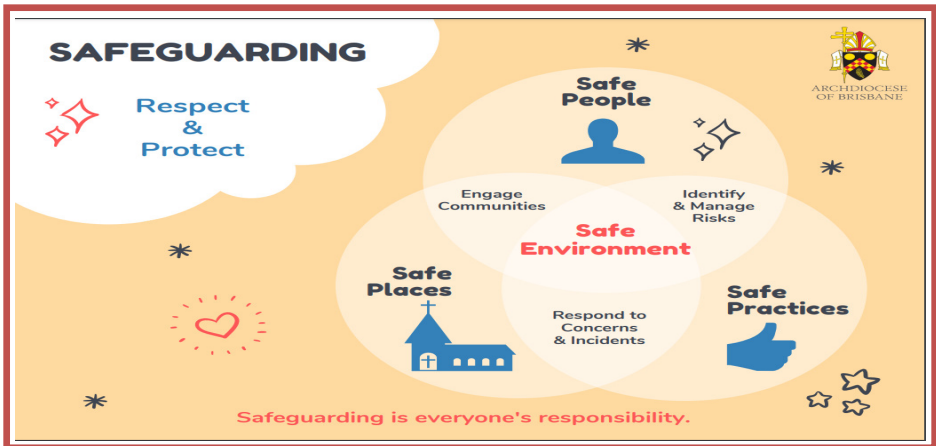 SAFEGUARDING
Respect
&
Protect
ARCHDIOCESE
OF BRISBANE
Safe
People
Engage
Communities
Identify
& Manage
Risks
Safe
Environment
Safe
Places
Safe
Practices
Respond to
Concerns
& Incidents
Safeguarding is everyone's responsibility.